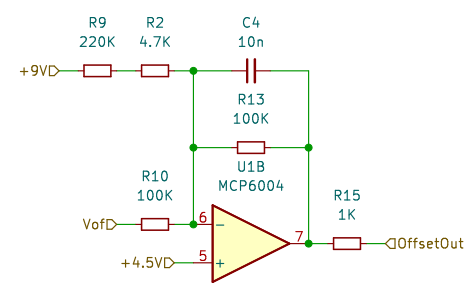 R9
220K
R2
4.7K
C4
10n
+9V
R13
100K
R10
100K
U1B
MCP6004
R15
1K
Vof
6
−
7
OffsetOut
+4.5V
5
+